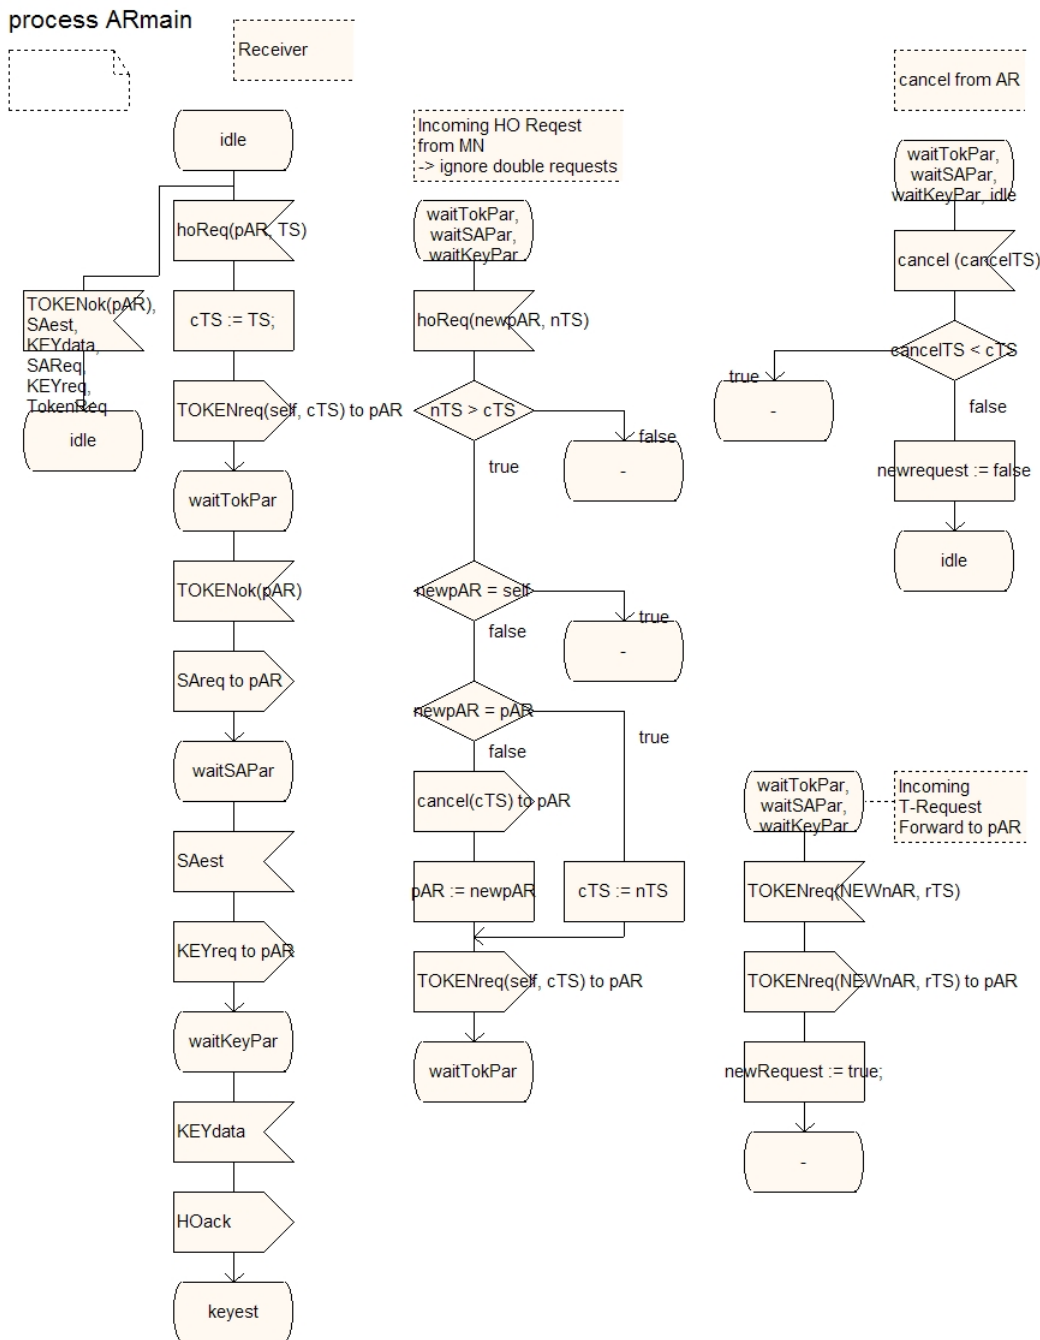 process ARmain
Receiver
idle
hoReq(pAR, TS)
TOKENok(pAR),
SAest,
KEYdata,
SAReq,
KEYreq,
TokenReq
idle
cTS := TS;
TOKENreq(self, cTS) to pAR
waitTokPar
TOKENok(pAR)
SAreq to pAR
waitSAPar
SAest
KEYreq to pAR
waitKeyPar
KEYdata
HOack
keyest
Incoming HO Reqest
from MN
-> ignore double requests
waitTokPar,
waitSAPar,
waitKeyPar
hoReq(newpAR, nTS)
nTS > cTS
false
-
true
newpAR = self
true
-
false
newpAR = pAR
true
false
cancel(cTS) to pAR
pAR := newpAR
cTS := nTS
TOKENreq(self, cTS) to pAR
waitTokPar
cancel from AR
waitTokPar,
waitSAPar,
waitKeyPar, idle
cancel (cancelTS)
cancelTS < cTS
true
-
false
newrequest := false
idle
waitTokPar,
waitSAPar,
waitKeyPar
Incoming
T-Request
Forward to pAR
TOKENreq(NEWnAR, rTS)
TOKENreq(NEWnAR, rTS) to pAR
newRequest := true;
-